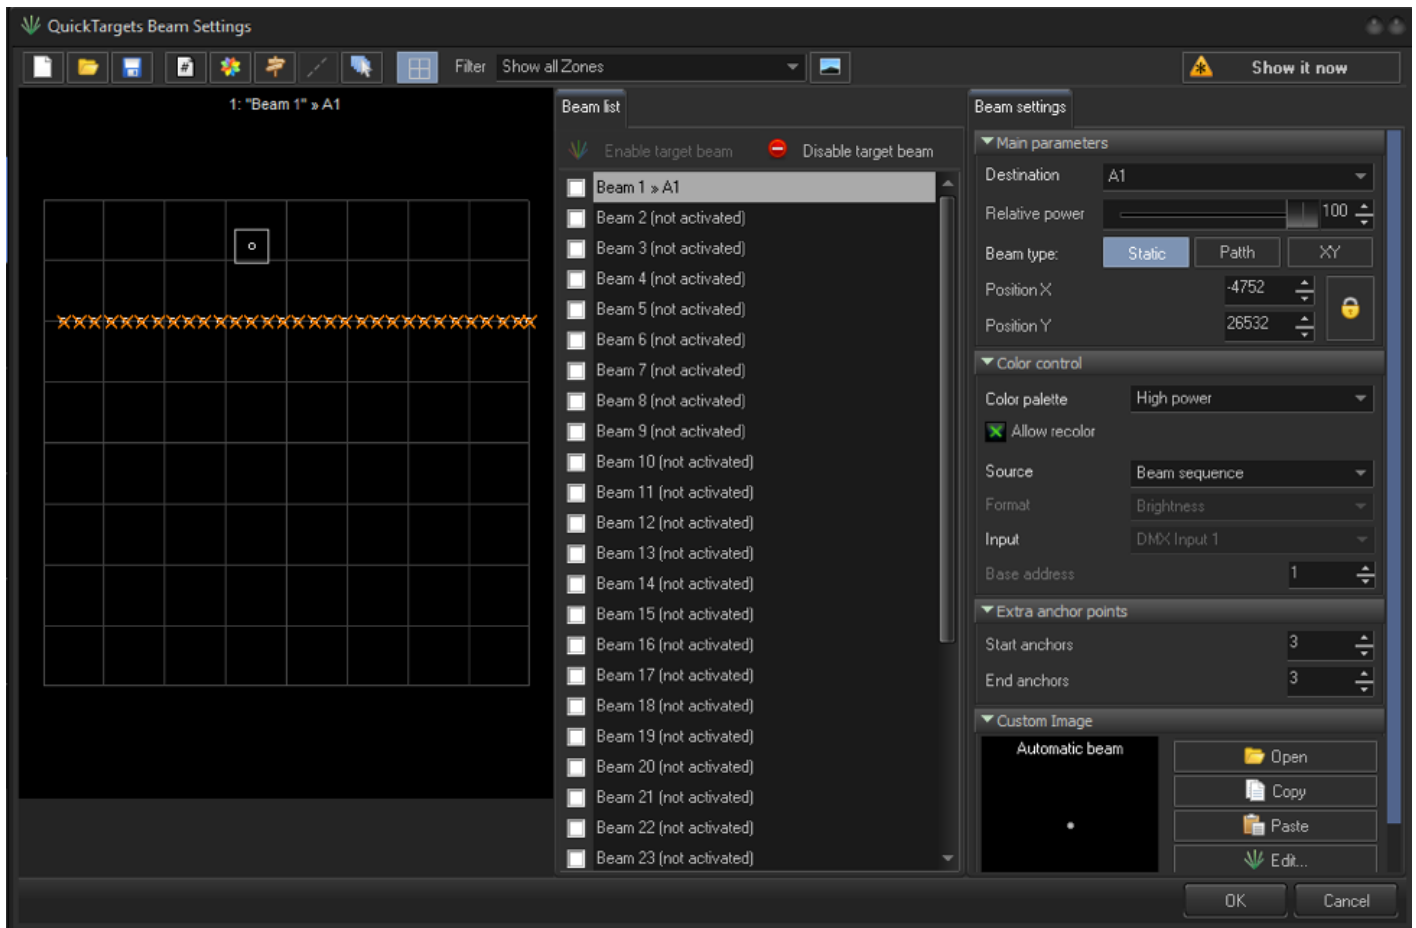 QuickTargets Beam Settings
Filter Show all Zones
Show it now
1: "Beam 1" » A1
Beam list
Enable target beam
Disable target beam
Beam 1 » A1
Beam 2 (not activated)
Beam 3 (not activated)
Beam 4 (not activated)
Beam 5 (not activated)
Beam 6 (not activated)
Beam 7 (not activated)
Beam 8 (not activated)
Beam 9 (not activated)
Beam 10 (not activated)
Beam 11 (not activated)
Beam 12 (not activated)
Beam 13 (not activated)
Beam 14 (not activated)
Beam 15 (not activated)
Beam 16 (not activated)
Beam 17 (not activated)
Beam 18 (not activated)
Beam 19 (not activated)
Beam 20 (not activated)
Beam 21 (not activated)
Beam 22 (not activated)
Beam 23 (not activated)
Beam settings
Main parameters
Destination A1
Relative power 100
Beam type: Static Patth XY
Position X -4752
Position Y 26532
Color control
Color palette High power
Allow recolor
Source Beam sequence
Format Brightness
Input DMX Input 1
Base address 1
Extra anchor points
Start anchors 3
End anchors 3
Custom Image
Automatic beam
Open
Copy
Paste
Edit...
OK
Cancel